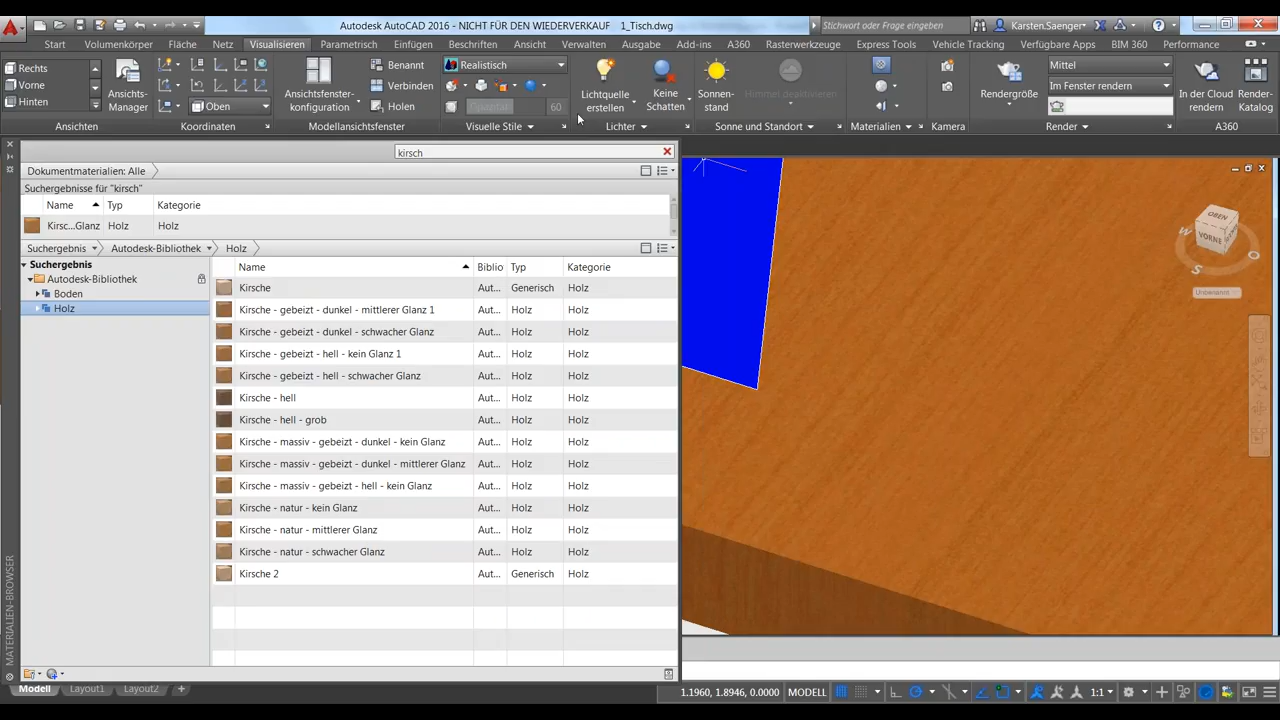 Autodesk AutoCAD 2016 - NICHT FÜR DEN WIEDERVERKAUF 1_Tisch.dwg
Stichwort oder Frage eingeben
Karsten.Saenger
Start Volumenkörper Fläche Netz Visualisieren Parametrisch Einfügen Beschriften Ansicht Verwalten Ausgabe Add-ins A360 Rasterwerkzeuge Express Tools Vehicle Tracking Verfügbare Apps BIM 360 Performance
Rechts
Vorne
Hinten
Ansichts-
Manager
Oben
Ansichtsfenster-
konfiguration
Benannt
Verbinden
Holen
Realistisch
Opazität 60
Lichtquelle
erstellen
Keine
Schatten
Sonnen-
stand
Himmel deaktivieren
Rendergröße
Mittel
Im Fenster rendern
In der Cloud
rendern
Render-
Katalog
Ansichten Koordinaten Modellansichtsfenster Visuelle Stile Lichter Sonne und Standort Materialien Kamera Render A360
kirsch
Dokumentmaterialien: Alle
Suchergebnisse für "kirsch"
Name Typ Kategorie
Kirsc...Glanz Holz Holz
Suchergebnis Autodesk-Bibliothek Holz
Suchergebnis
Autodesk-Bibliothek
Boden
Holz
Name Biblio Typ Kategorie
Kirsche Aut... Generisch Holz
Kirsche - gebeizt - dunkel - mittlerer Glanz 1 Aut... Holz Holz
Kirsche - gebeizt - dunkel - schwacher Glanz Aut... Holz Holz
Kirsche - gebeizt - hell - kein Glanz 1 Aut... Holz Holz
Kirsche - gebeizt - hell - schwacher Glanz Aut... Holz Holz
Kirsche - hell Aut... Holz Holz
Kirsche - hell - grob Aut... Holz Holz
Kirsche - massiv - gebeizt - dunkel - kein Glanz Aut... Holz Holz
Kirsche - massiv - gebeizt - dunkel - mittlerer Glanz Aut... Holz Holz
Kirsche - massiv - gebeizt - hell - kein Glanz Aut... Holz Holz
Kirsche - natur - kein Glanz Aut... Holz Holz
Kirsche - natur - mittlerer Glanz Aut... Holz Holz
Kirsche - natur - schwacher Glanz Aut... Holz Holz
Kirsche 2 Aut... Generisch Holz
MATERIALIEN-BROWSER
OBEN
VORNE
W
S
O
Unbenannt
Modell Layout1 Layout2 +
1.1960, 1.8946, 0.0000 MODELL 1:1